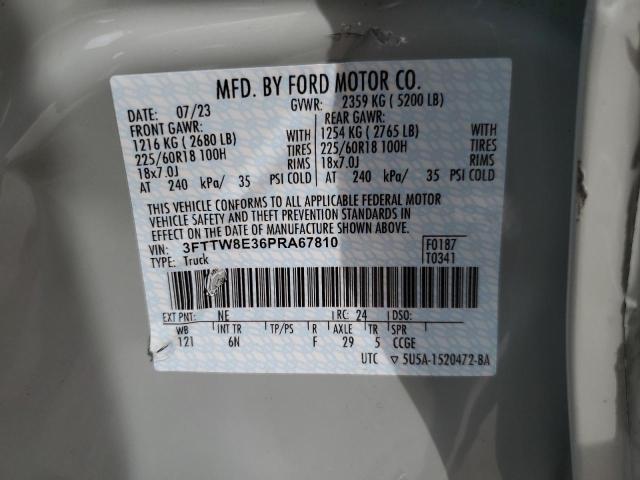 MFD. BY FORD MOTOR CO.
DATE: 07/23 GVWR: 2359 KG ( 5200 LB)
FRONT GAWR: REAR GAWR:
1216 KG ( 2680 LB) WITH 1254 KG ( 2765 LB) WITH
225/60R18 100H TIRES 225/60R18 100H TIRES
18x7.0J RIMS 18x7.0J RIMS
AT 240 kPa/ 35 PSI COLD AT 240 kPa/ 35 PSI COLD
THIS VEHICLE CONFORMS TO ALL APPLICABLE FEDERAL MOTOR
VEHICLE SAFETY AND THEFT PREVENTION STANDARDS IN
EFFECT ON THE DATE OF MANUFACTURE SHOWN ABOVE.
VIN: 3FTTW8E36PRA67810 F0187
TYPE: Truck T0341
EXT PNT: NE RC: 24 DSO:
WB INT TR TP/PS R AXLE TR SPR
121 6N F 29 5 CCGE
UTC ▽ 5U5A-1520472-BA